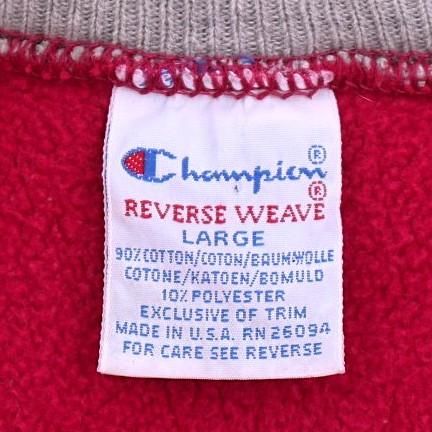 Champion®
REVERSE WEAVE®
LARGE
90% COTTON/COTON/BAUMWOLLE
COTONE/KATOEN/BOMULD
10% POLYESTER
EXCLUSIVE OF TRIM
MADE IN U.S.A. RN 26094
FOR CARE SEE REVERSE